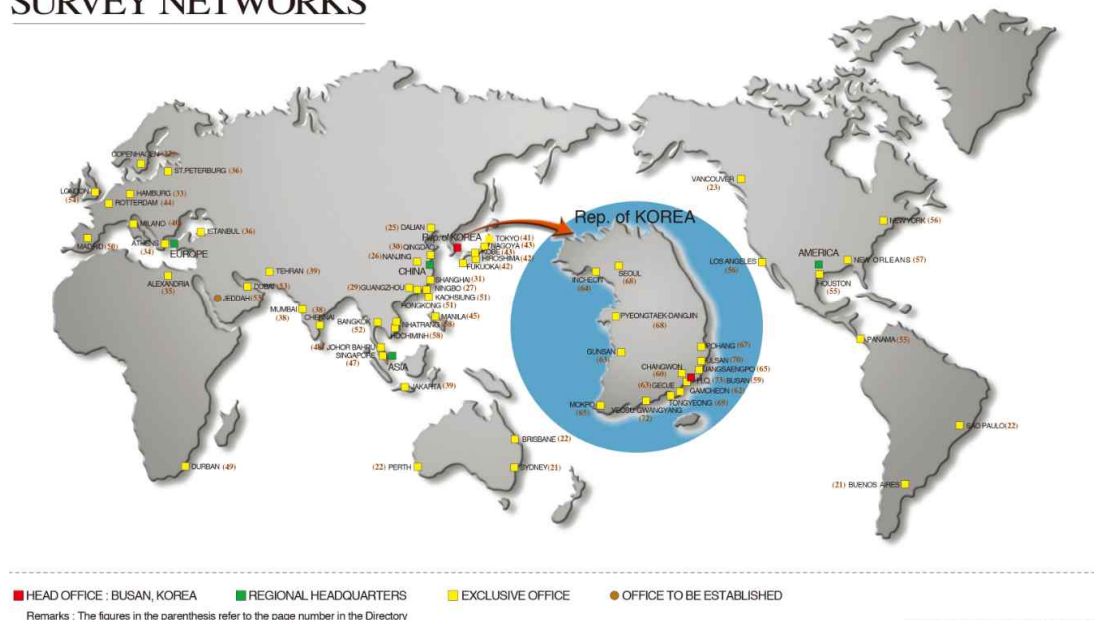 SURVEY NETWORKS
COPENHAGEN
ST.PETERBURG (36)
LONDON
(54)
HAMBURG (33)
ROTTERDAM (44)
MILANO (40)
ISTANBUL (36)
MADRID (50)
ATHENS
(34)
EUROPE
ALEXANDRIA
(35)
TEHRAN (39)
DUBAI (53)
JEDDAH (53)
MUMBAI
(38)
(38)
CHENNAI
DURBAN (49)
(25) DALIAN
(30) QINGDAO
(26) NANJING
CHINA
SHANGHAI (31)
(29) GUANGZHOU
NINGBO (27)
KAOHSIUNG (51)
HONGKONG (51)
BANGKOK
(52)
MANILA (45)
NHATRANG (58)
HOCHIMINH (58)
(48) JOHOR BAHRU
SINGAPORE
(47)
ASIA
JAKARTA (39)
Rep. of KOREA
TOKYO (41)
NAGOYA (43)
KOBE (43)
HIROSHIMA (42)
FUKUOKA (42)
BRISBANE (22)
(22) PERTH
SYDNEY (21)
Rep. of KOREA
INCHEON
(64)
SEOUL
(68)
PYEONGTAEK-DANGJIN
(68)
GUNSAN
(63)
POHANG (67)
ULSAN (70)
JANGSAENGPO (65)
CHANGWON
(60)
H.O. (73) BUSAN (59)
(63) GEOJE
GAMCHEON (62)
TONGYEONG (69)
MOKPO
(65)
YEOSU GWANGYANG
(72)
VANCOUVER
(23)
NEWYORK (56)
LOS ANGELES
(56)
AMERICA
NEW ORLEANS (57)
HOUSTON
(55)
PANAMA (55)
SAO PAULO (22)
(21) BUENOS AIRES
HEAD OFFICE : BUSAN, KOREA
REGIONAL HEADQUARTERS
EXCLUSIVE OFFICE
OFFICE TO BE ESTABLISHED
Remarks : The figures in the parenthesis refer to the page number in the Directory